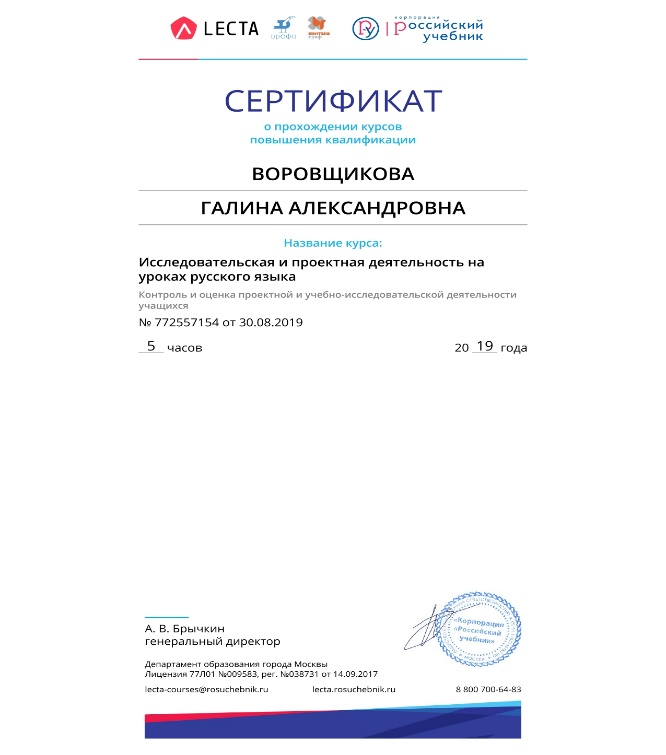 LECTA дрофа вентана граф корпорация российский учебник
СЕРТИФИКАТ
о прохождении курсов
повышения квалификации
ВОРОВЩИКОВА
ГАЛИНА АЛЕКСАНДРОВНА
Название курса:
Исследовательская и проектная деятельность на
уроках русского языка
Контроль и оценка проектной и учебно-исследовательской деятельности
учащихся
№ 772557154 от 30.08.2019
5 часов 20 19 года
А. В. Брычкин
генеральный директор
«Корпорация
«Российский
учебник»
Департамент образования города Москвы
Лицензия 77Л01 №009583, рег. №038731 от 14.09.2017
lecta-courses@rosuchebnik.ru lecta.rosuchebnik.ru 8 800 700-64-83